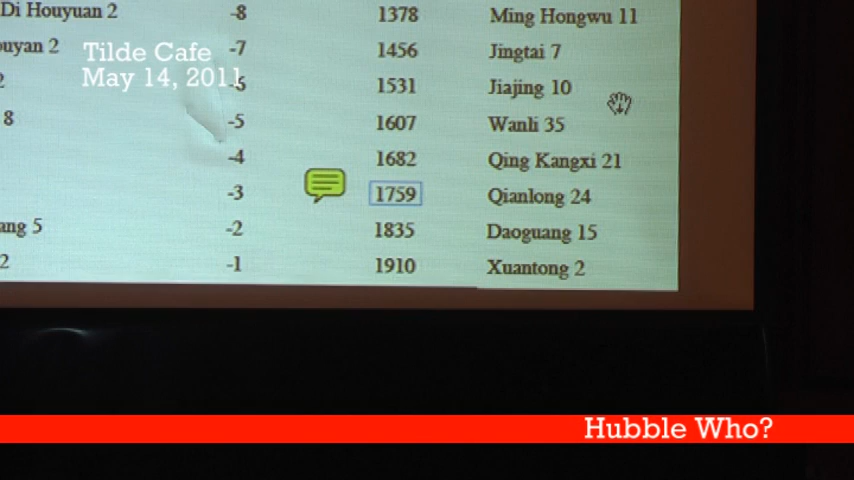 Di Houyuan 2 -8 1378 Ming Hongwu 11
ouyan 2 -7 1456 Jingtai 7
2 1531 Jiajing 10
8 -5 1607 Wanli 35
-4 1682 Qing Kangxi 21
-3 1759 Qianlong 24
ang 5 -2 1835 Daoguang 15
2 -1 1910 Xuantong 2
Tilde Cafe
May 14, 2011
Hubble Who?